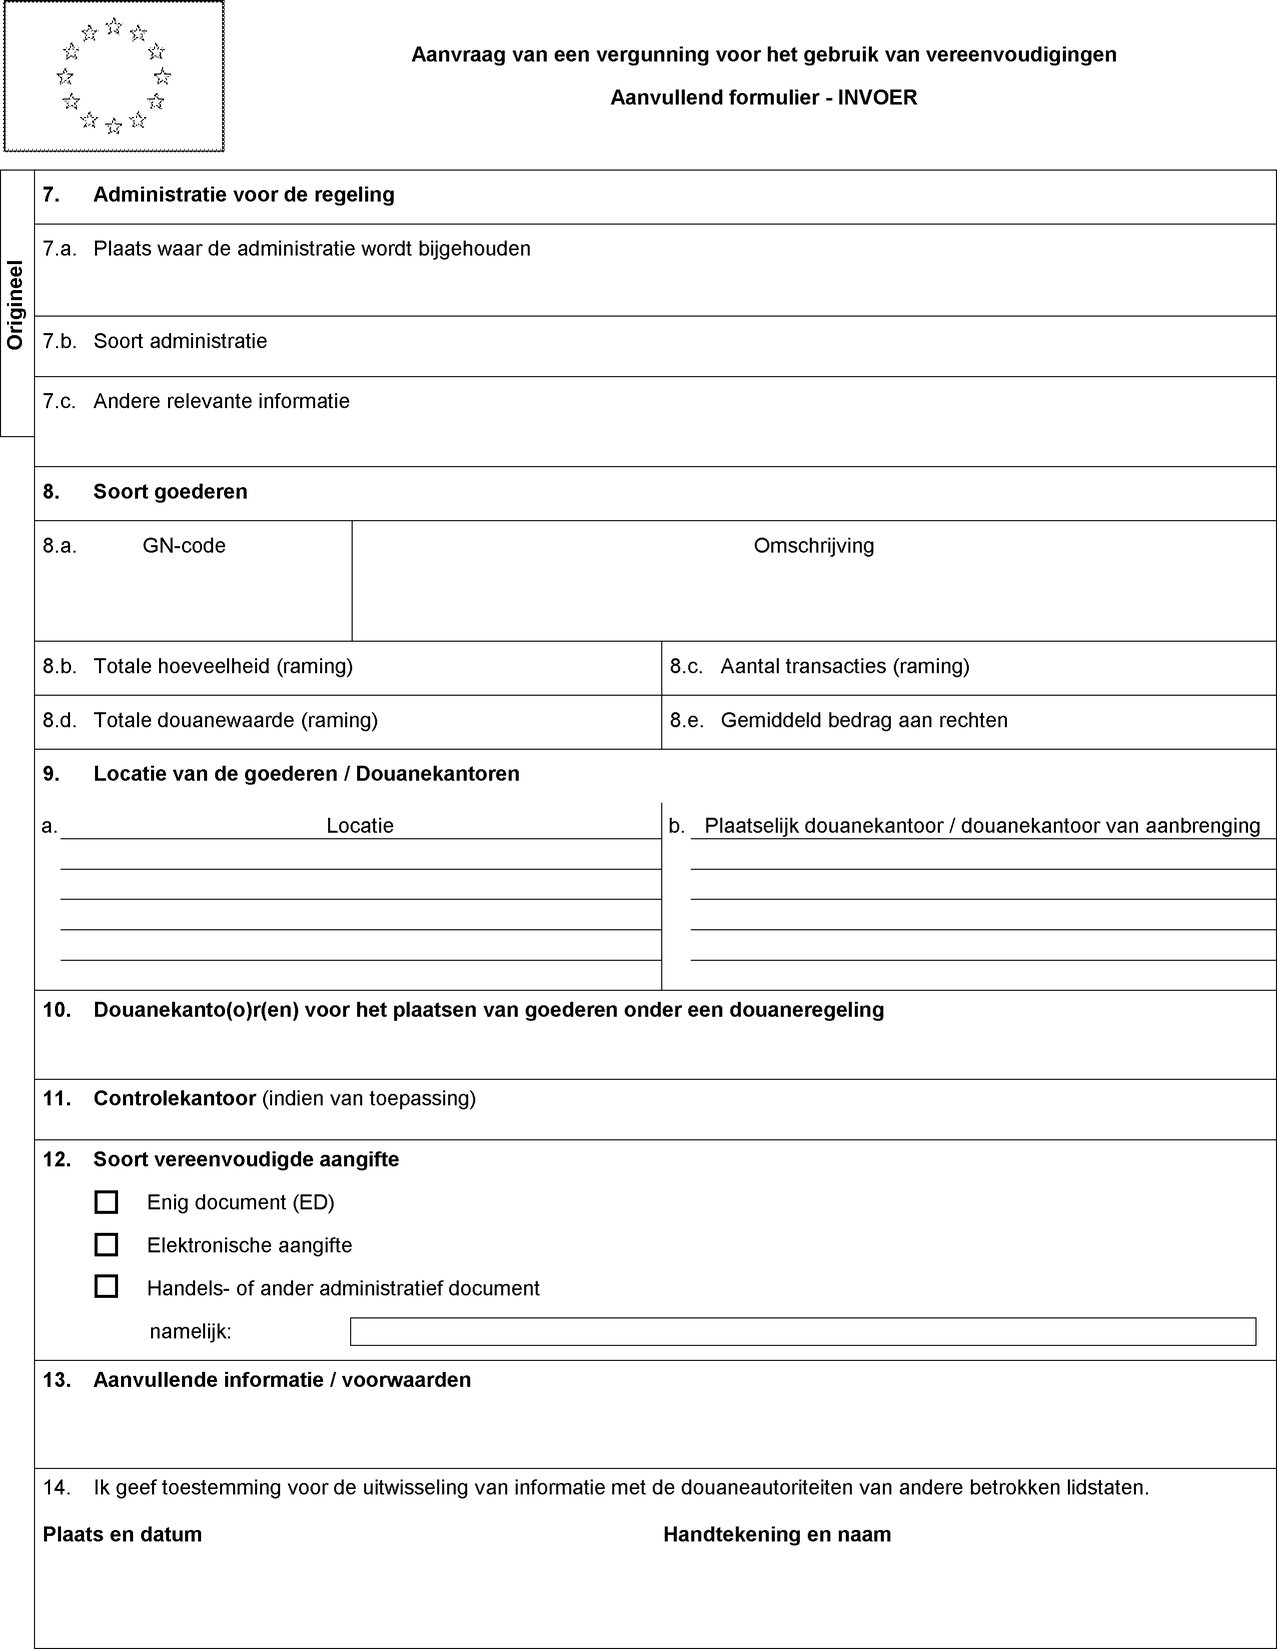 Aanvraag van een vergunning voor het gebruik van vereenvoudigingen
Aanvullend formulier - INVOER
Origineel
7. Administratie voor de regeling
7.a. Plaats waar de administratie wordt bijgehouden
7.b. Soort administratie
7.c. Andere relevante informatie
8. Soort goederen
8.a. GN-code Omschrijving
8.b. Totale hoeveelheid (raming) 8.c. Aantal transacties (raming)
8.d. Totale douanewaarde (raming) 8.e. Gemiddeld bedrag aan rechten
9. Locatie van de goederen / Douanekantoren
a. Locatie b. Plaatselijk douanekantoor / douanekantoor van aanbrenging
10. Douanekanto(o)r(en) voor het plaatsen van goederen onder een douaneregeling
11. Controlekantoor (indien van toepassing)
12. Soort vereenvoudigde aangifte
Enig document (ED)
Elektronische aangifte
Handels- of ander administratief document
namelijk:
13. Aanvullende informatie / voorwaarden
14. Ik geef toestemming voor de uitwisseling van informatie met de douaneautoriteiten van andere betrokken lidstaten.
Plaats en datum Handtekening en naam